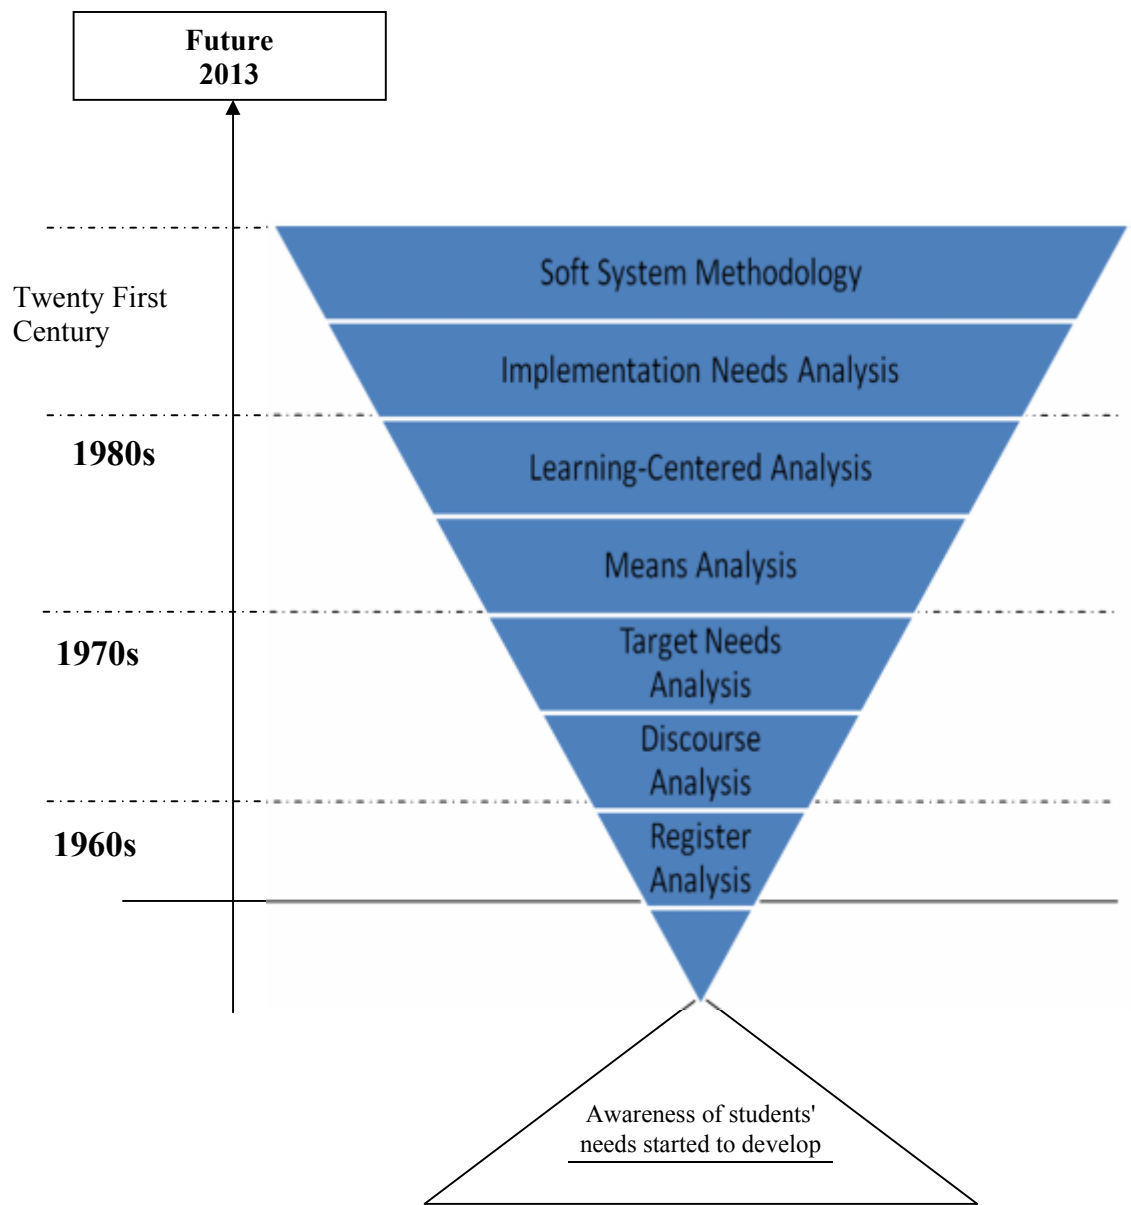 Future
2013
Soft System Methodology
Twenty First
Century
Implementation Needs Analysis
1980s
Learning-Centered Analysis
Means Analysis
1970s
Target Needs
Analysis
Discourse
Analysis
1960s
Register
Analysis
Awareness of students'
needs started to develop